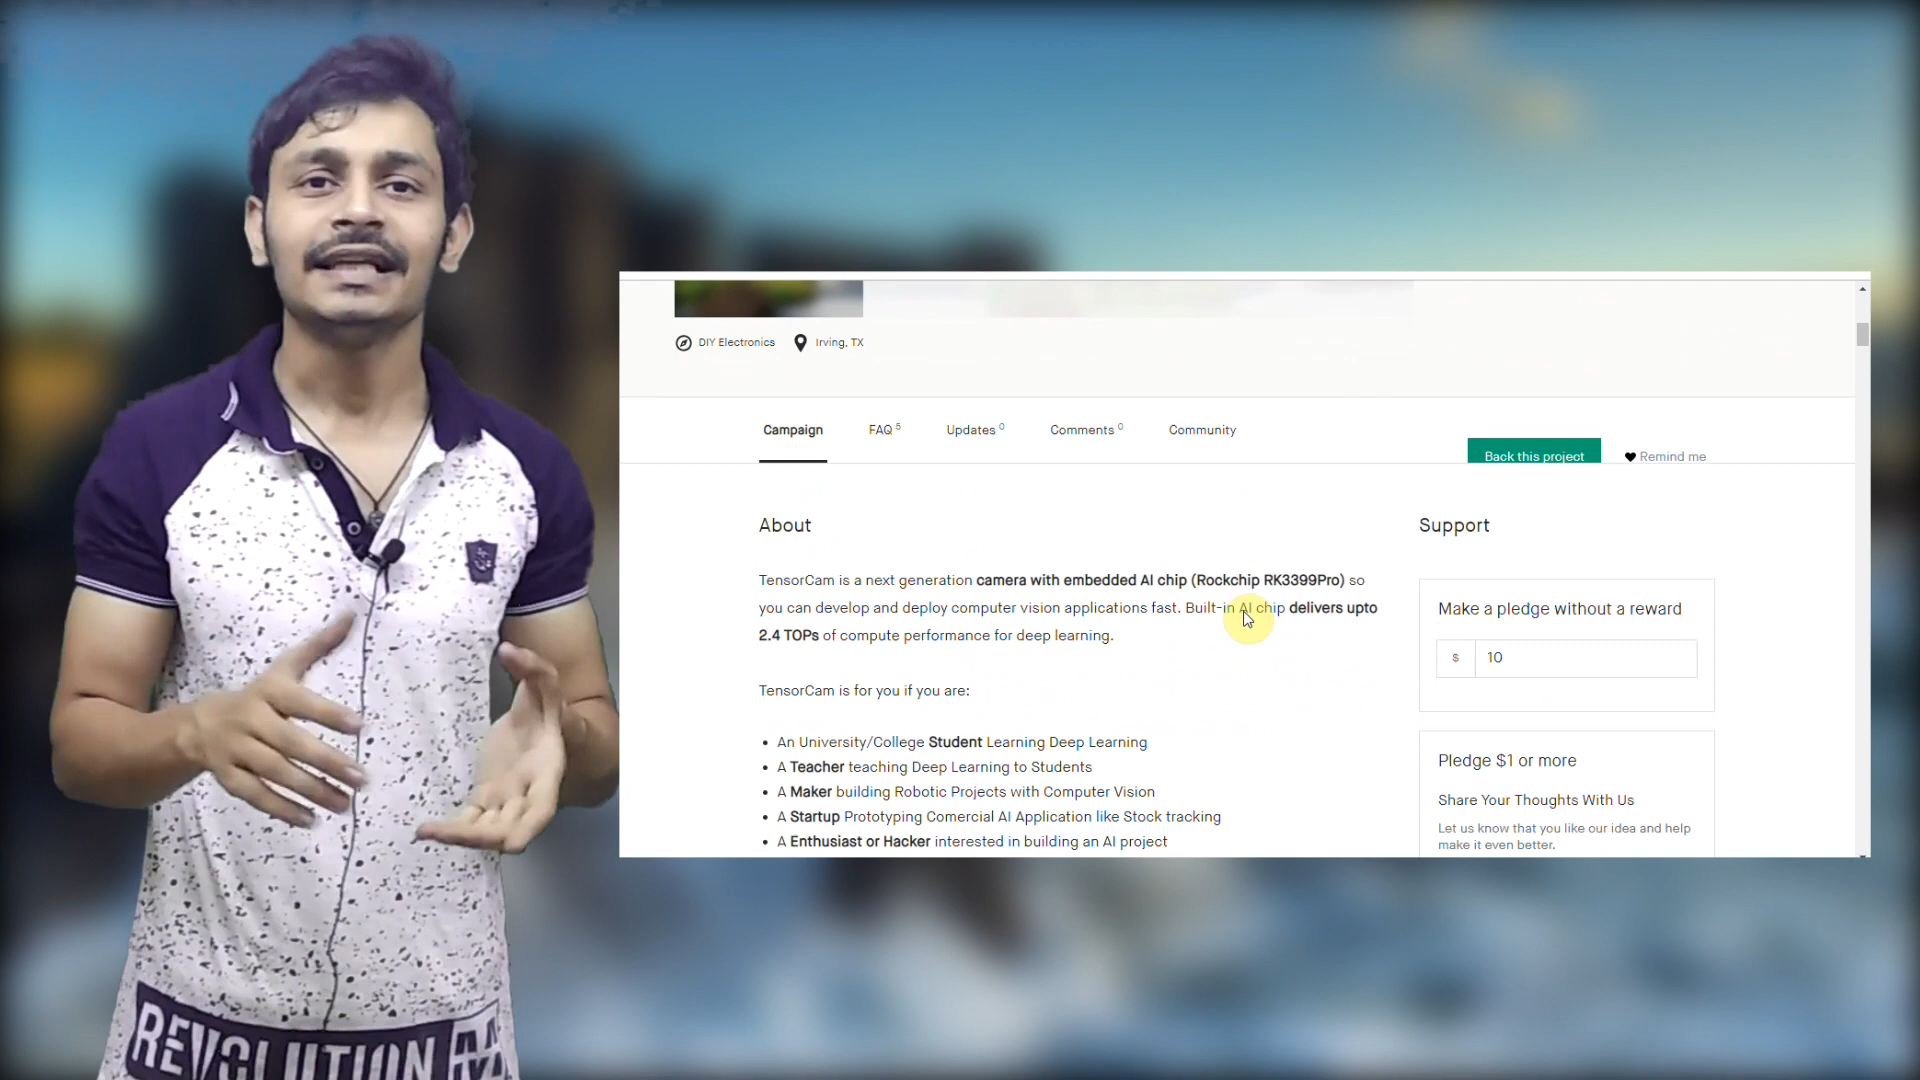 DIY Electronics Irving, TX
Campaign FAQ 5 Updates 0 Comments 0 Community
Back this project Remind me
About
TensorCam is a next generation camera with embedded AI chip (Rockchip RK3399Pro) so
you can develop and deploy computer vision applications fast. Built-in AI chip delivers upto
2.4 TOPs of compute performance for deep learning.
TensorCam is for you if you are:
• An University/College Student Learning Deep Learning
• A Teacher teaching Deep Learning to Students
• A Maker building Robotic Projects with Computer Vision
• A Startup Prototyping Comercial AI Application like Stock tracking
• A Enthusiast or Hacker interested in building an AI project
Support
Make a pledge without a reward
$ 10
Pledge $1 or more
Share Your Thoughts With Us
Let us know that you like our idea and help
make it even better.
REVOLUTION